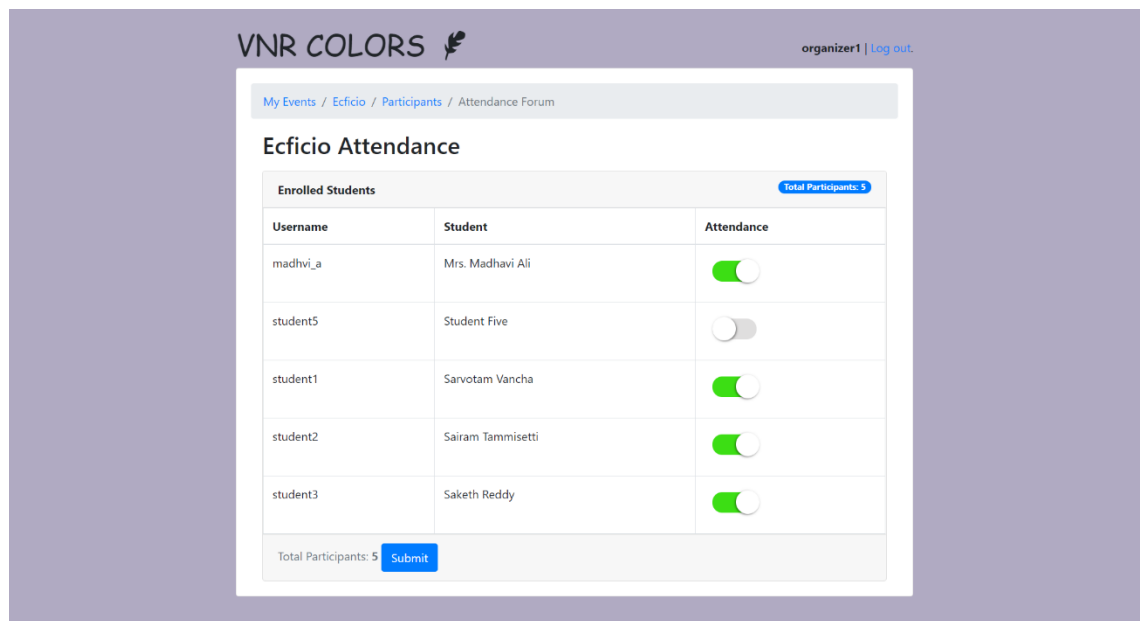 VNR COLORS
organizer1 | Log out.
My Events / Ecficio / Participants / Attendance Forum
Ecficio Attendance
Enrolled Students Total Participants: 5
Username Student Attendance
madhvi_a Mrs. Madhavi Ali
student5 Student Five
student1 Sarvotam Vancha
student2 Sairam Tammisetti
student3 Saketh Reddy
Total Participants: 5 Submit